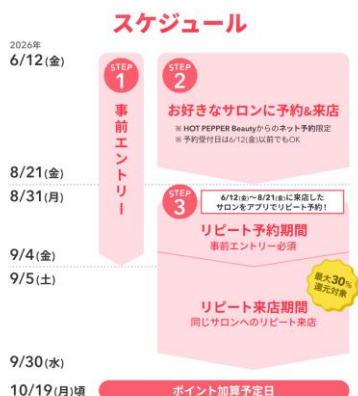 スケジュール
2026年
6/12(金)
STEP
1
事前エントリー
STEP
2
お好きなサロンに予約&来店
※ HOT PEPPER Beautyからのネット予約限定
※ 予約受付日は6/12(金)以前でもOK
8/21(金)
8/31(月)
STEP
3
6/12(金)〜8/21(金)に来店した
サロンをアプリでリピート予約!
リピート予約期間
事前エントリー必須
9/4(金)
9/5(土)
最大30%
還元対象
リピート来店期間
同じサロンへのリピート来店
9/30(水)
10/19(月)頃
ポイント加算予定日